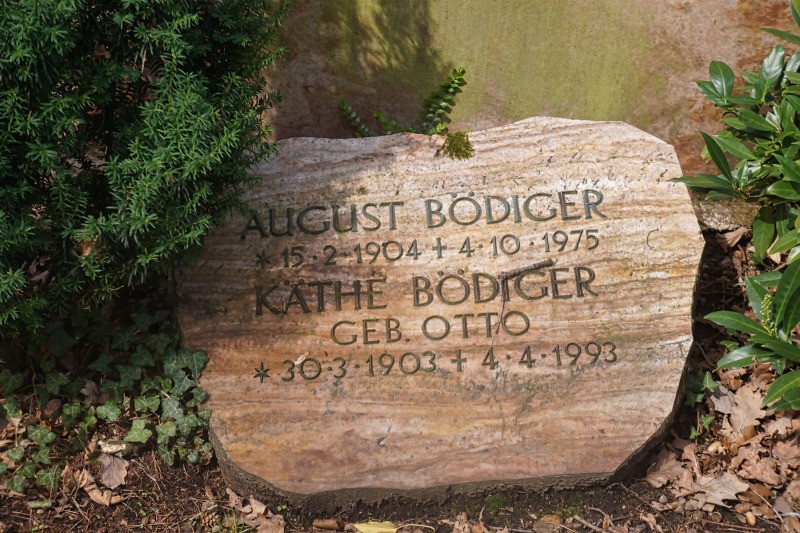 AUGUST BÖDIGER
* 15·2·1904 + 4·10·1975
KÄTHE BÖDIGER
GEB. OTTO
* 30·3·1903 + 4·4·1993